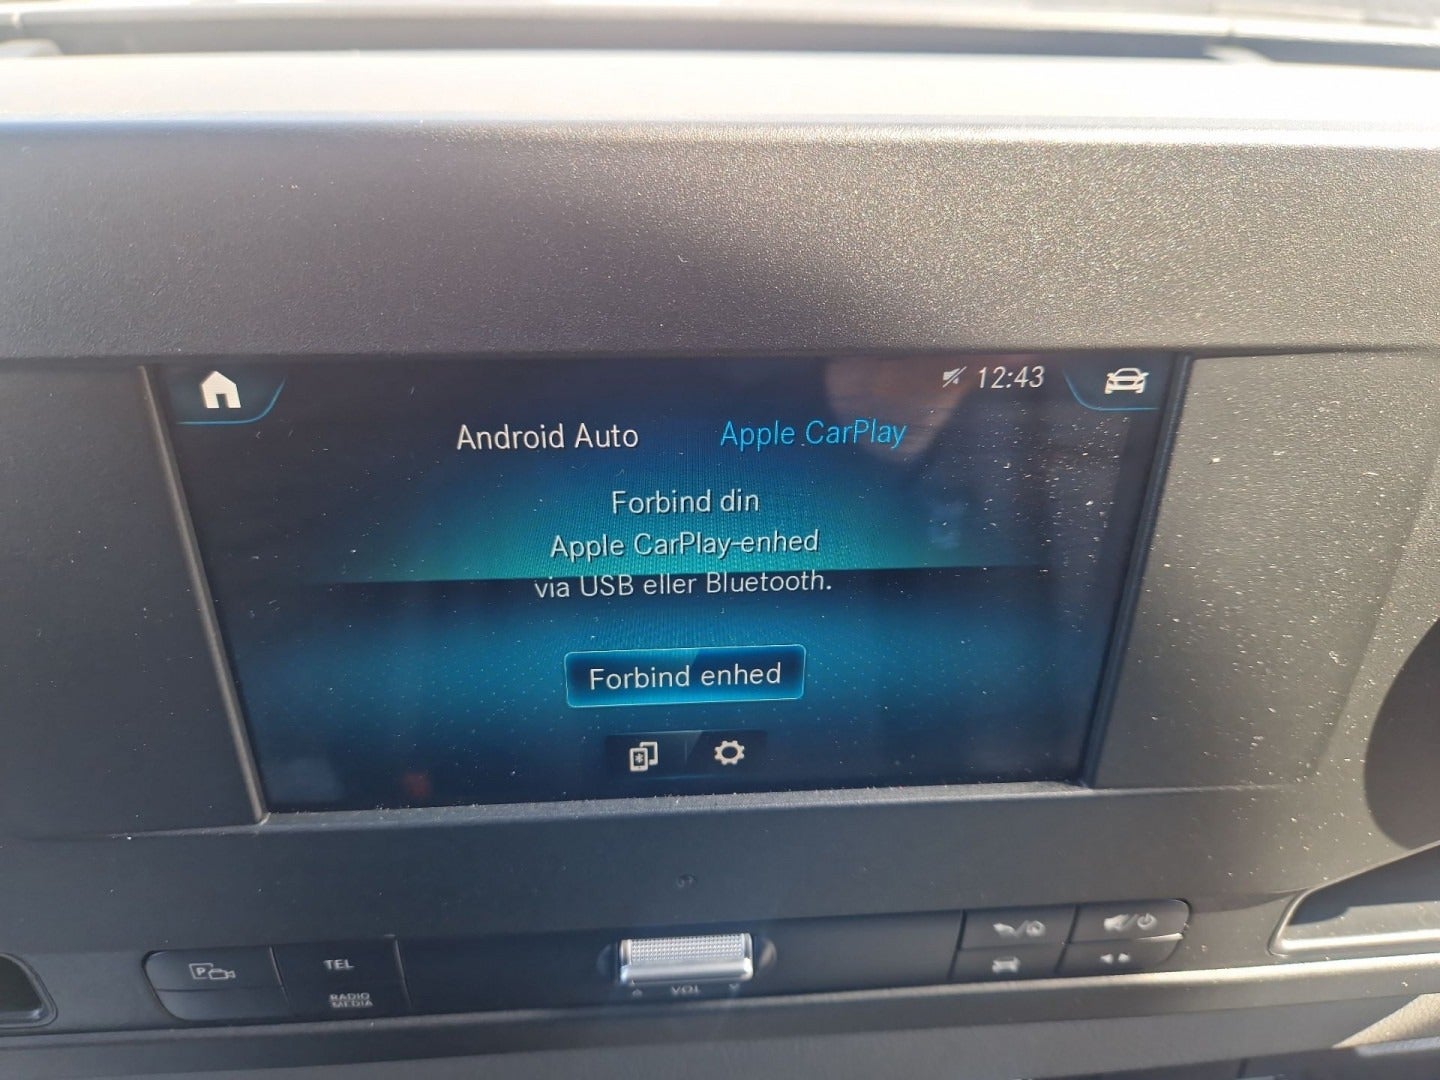 12:43
Android Auto Apple CarPlay
Forbind din
Apple CarPlay-enhed
via USB eller Bluetooth.
Forbind enhed
P
TEL
RADIO
MEDIA
VOL